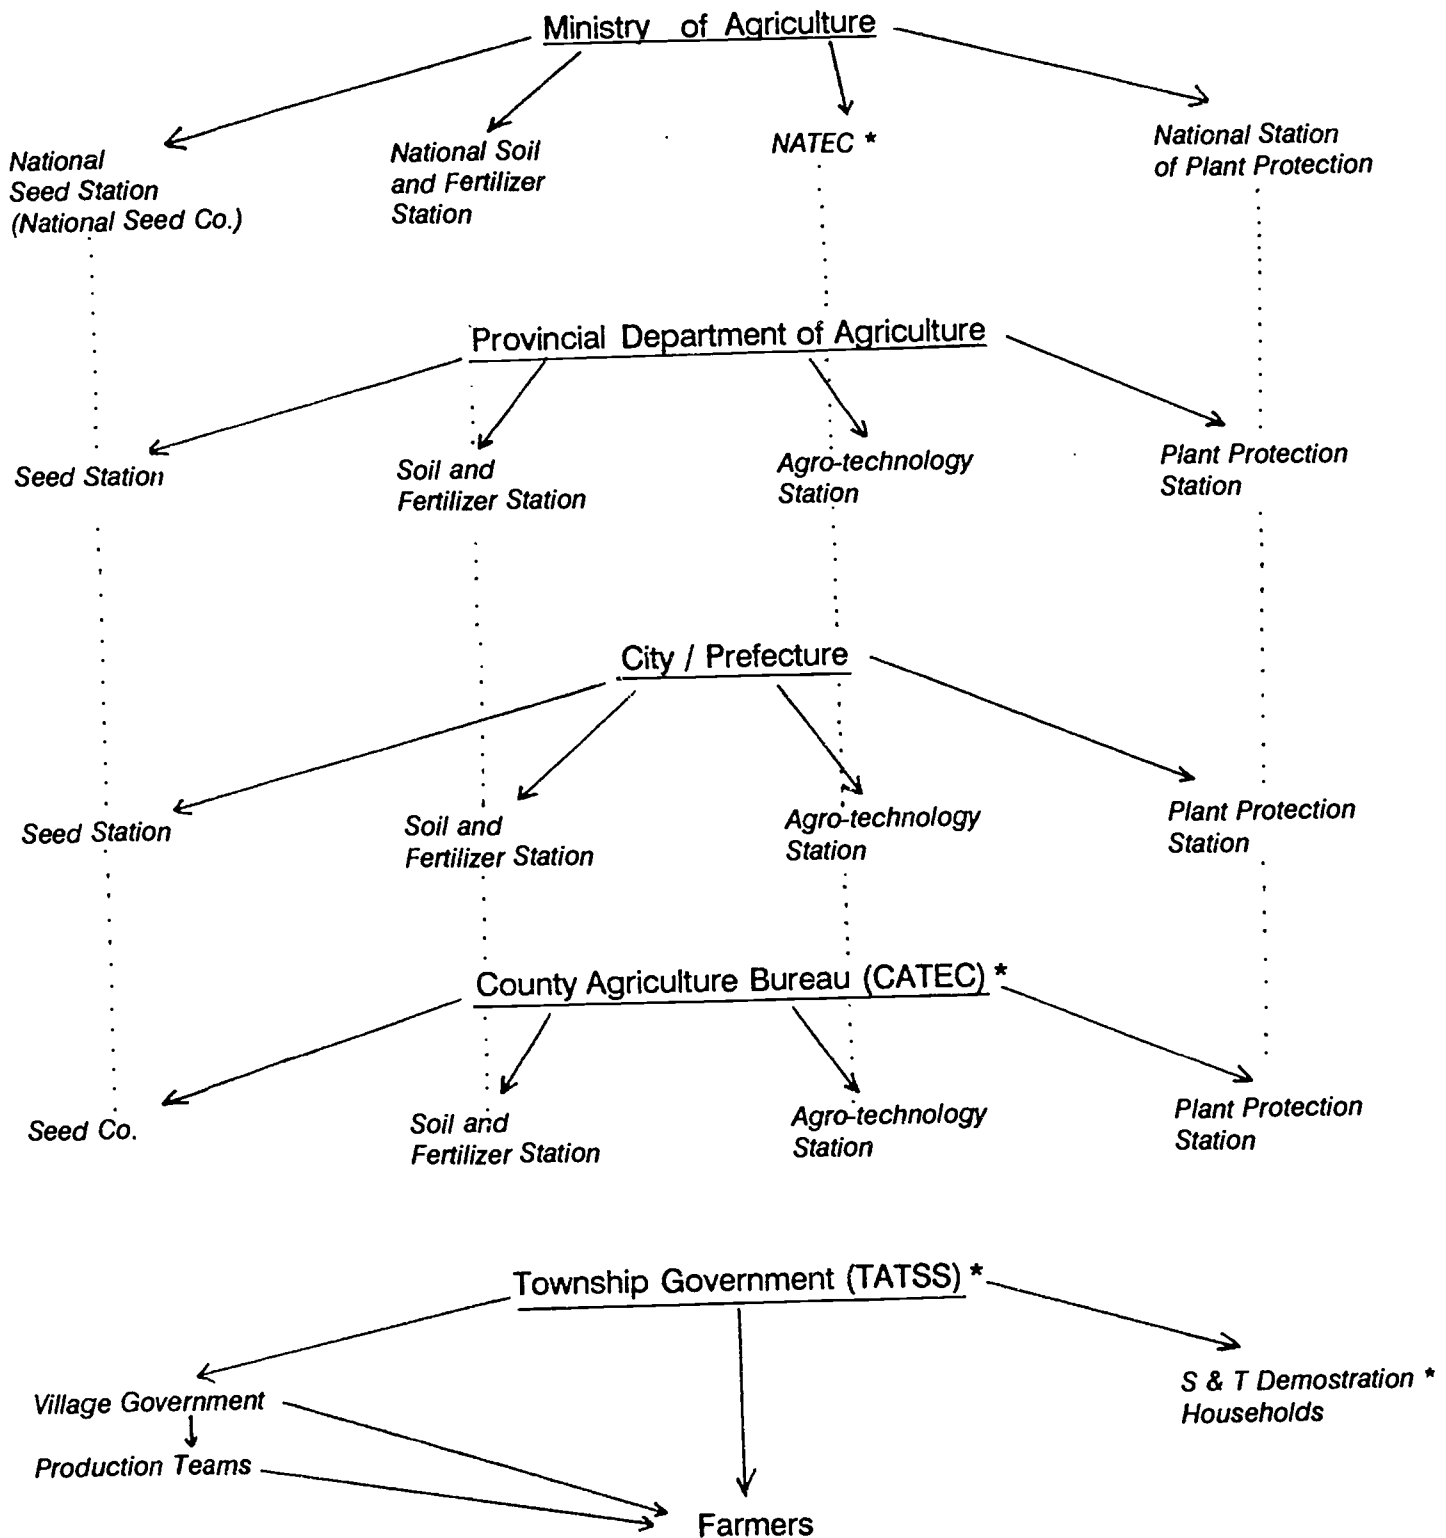 Ministry of Agriculture
National
Seed Station
(National Seed Co.)
National Soil
and Fertilizer
Station
NATEC *
National Station
of Plant Protection
Provincial Department of Agriculture
Seed Station
Soil and
Fertilizer Station
Agro-technology
Station
Plant Protection
Station
City / Prefecture
Seed Station
Soil and
Fertilizer Station
Agro-technology
Station
Plant Protection
Station
County Agriculture Bureau (CATEC) *
Seed Co.
Soil and
Fertilizer Station
Agro-technology
Station
Plant Protection
Station
Township Government (TATSS) *
Village Government
Production Teams
S & T Demostration *
Households
Farmers